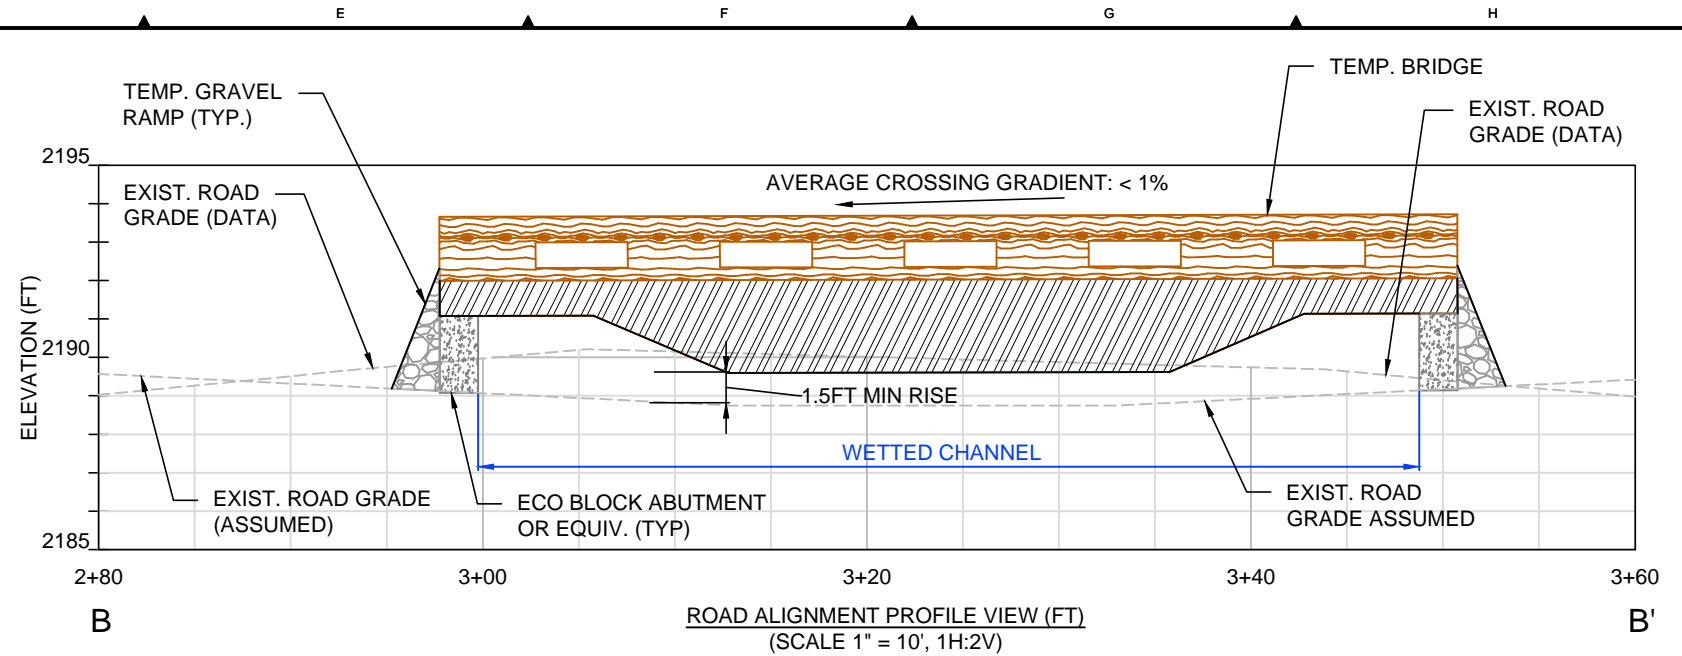 E F G H
TEMP. BRIDGE
TEMP. GRAVEL
RAMP (TYP.)
EXIST. ROAD
GRADE (DATA)
2195
AVERAGE CROSSING GRADIENT: < 1%
EXIST. ROAD
GRADE (DATA)
ELEVATION (FT)
2190
1.5FT MIN RISE
WETTED CHANNEL
EXIST. ROAD GRADE
(ASSUMED)
ECO BLOCK ABUTMENT
OR EQUIV. (TYP)
EXIST. ROAD
GRADE ASSUMED
2185
2+80 3+00 3+20 3+40 3+60
B B'
ROAD ALIGNMENT PROFILE VIEW (FT)
(SCALE 1" = 10', 1H:2V)